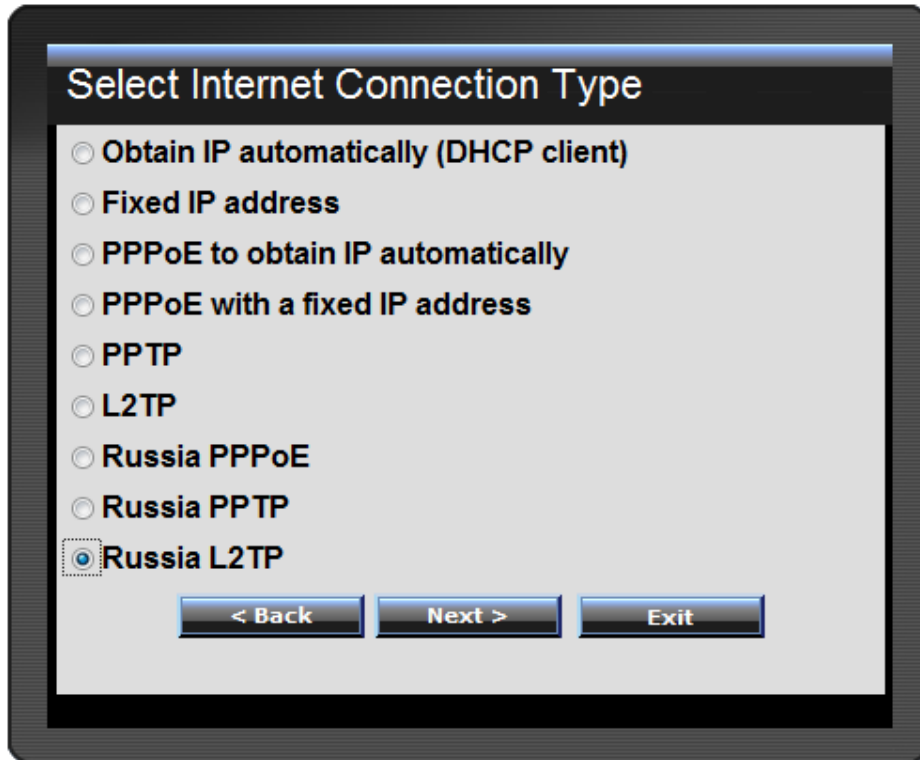 Select Internet Connection Type
Obtain IP automatically (DHCP client)
Fixed IP address
PPPoE to obtain IP automatically
PPPoE with a fixed IP address
PPTP
L2TP
Russia PPPoE
Russia PPTP
Russia L2TP
< Back Next > Exit